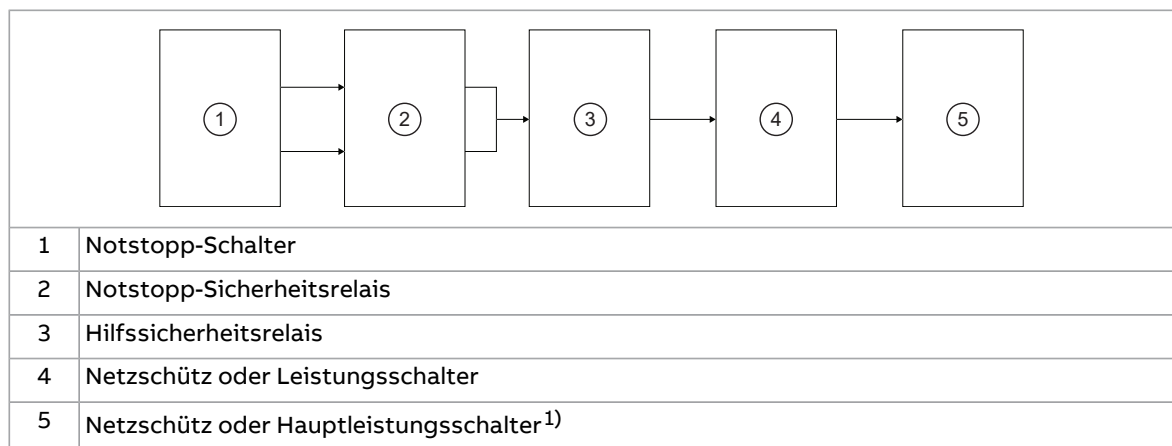 1 2 3 4 5
1 Notstopp-Schalter
2 Notstopp-Sicherheitsrelais
3 Hilfssicherheitsrelais
4 Netzschütz oder Leistungsschalter
5 Netzschütz oder Hauptleistungsschalter1)